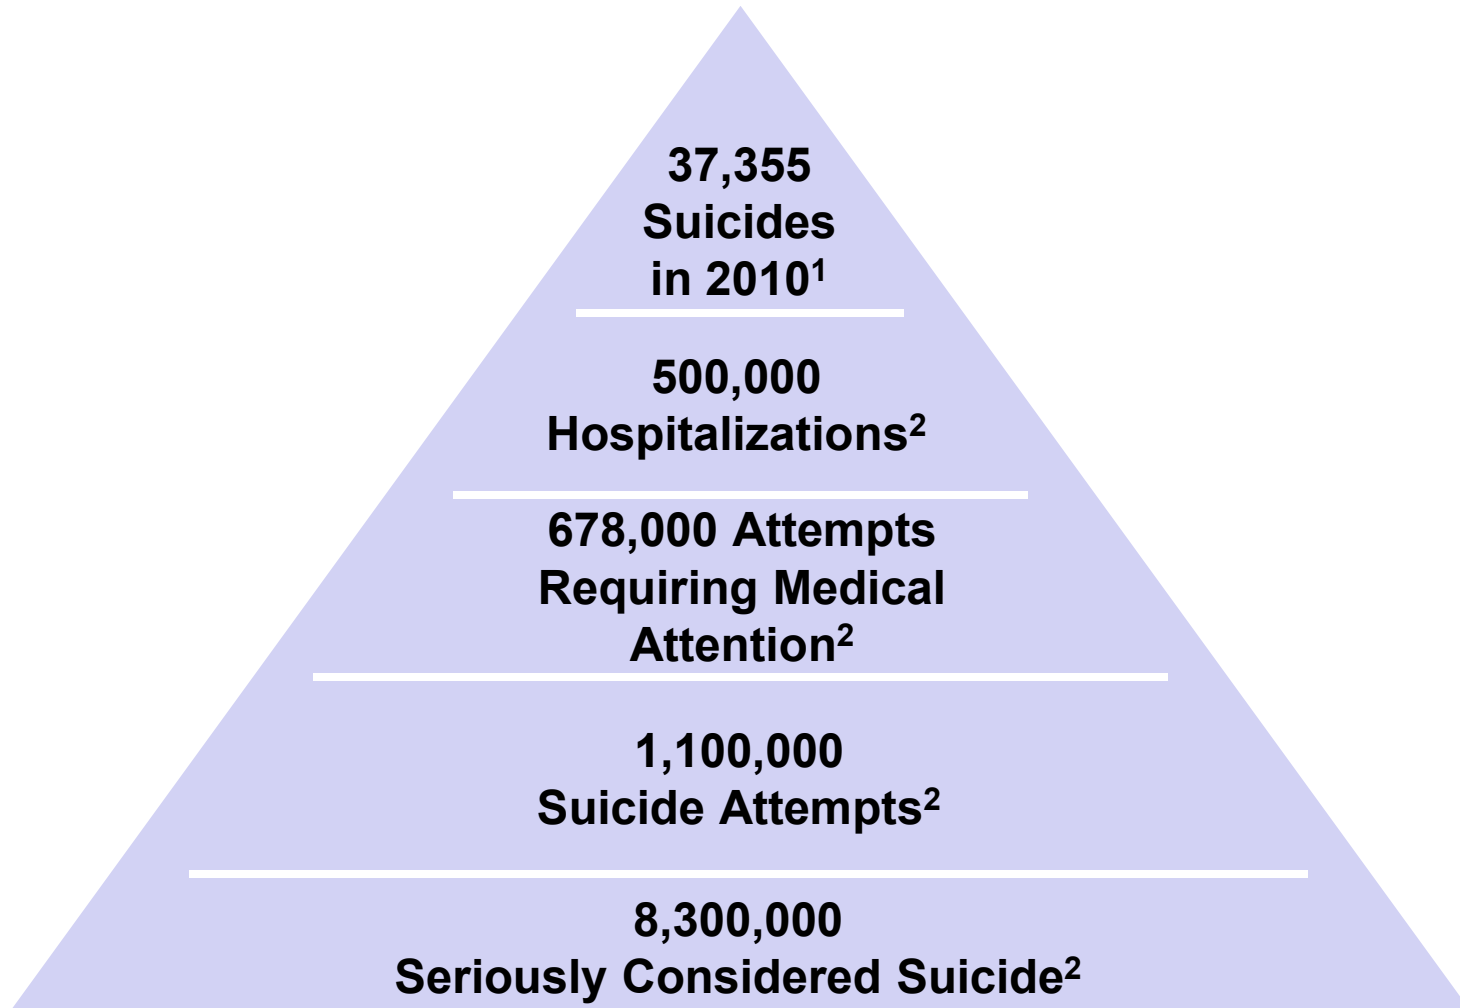 37,355
Suicides
in 2010¹
500,000
Hospitalizations²
678,000 Attempts
Requiring Medical
Attention²
1,100,000
Suicide Attempts²
8,300,000
Seriously Considered Suicide²